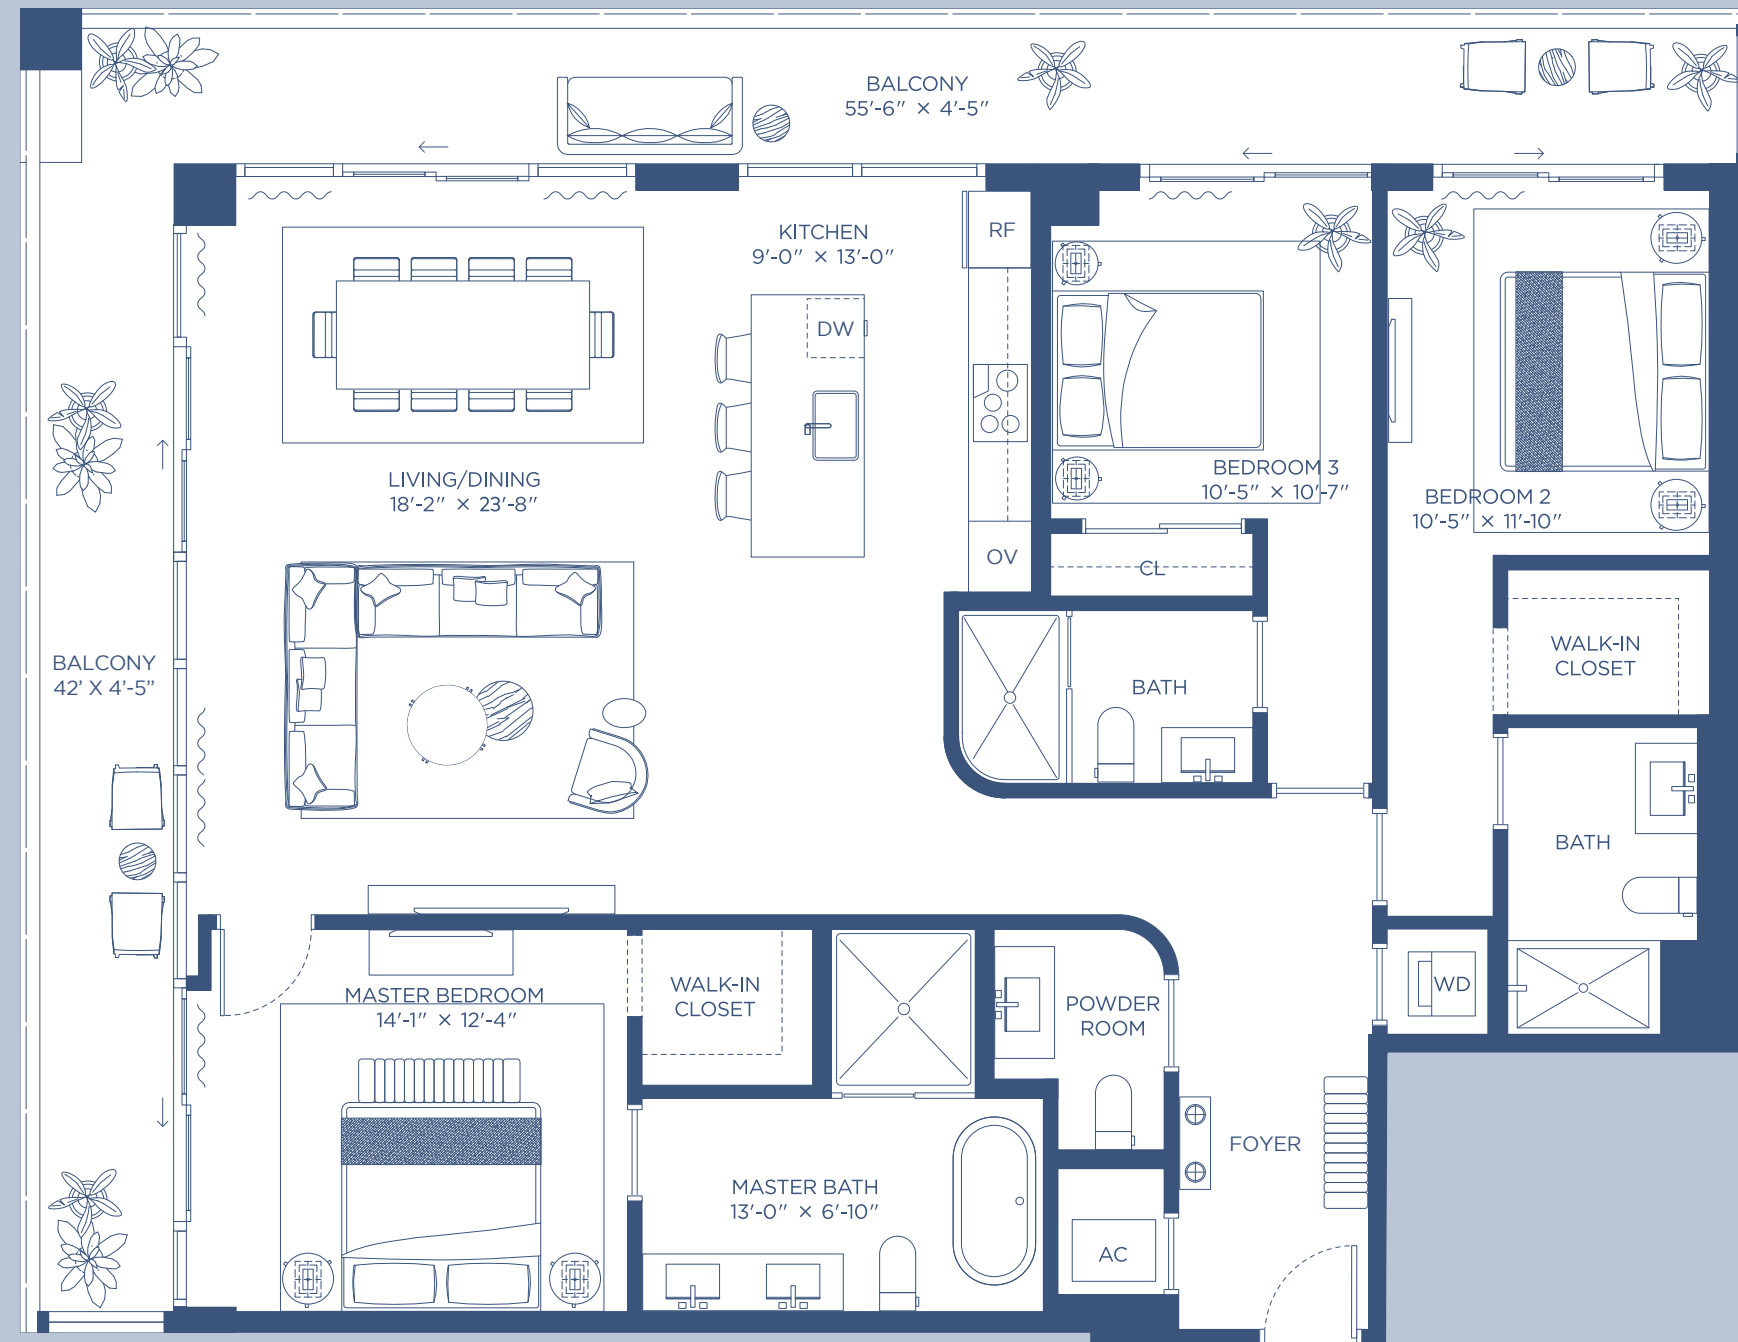 BALCONY
55'-6" × 4'-5"
KITCHEN
9'-0" × 13'-0"
RF
DW
LIVING/DINING
18'-2" × 23'-8"
BEDROOM 3
10'-5" × 10'-7"
BEDROOM 2
10'-5" × 11'-10"
OV
CL
WALK-IN
CLOSET
BALCONY
42' X 4'-5"
BATH
BATH
WALK-IN
CLOSET
WD
MASTER BEDROOM
14'-1" × 12'-4"
POWDER
ROOM
FOYER
MASTER BATH
13'-0" × 6'-10"
AC